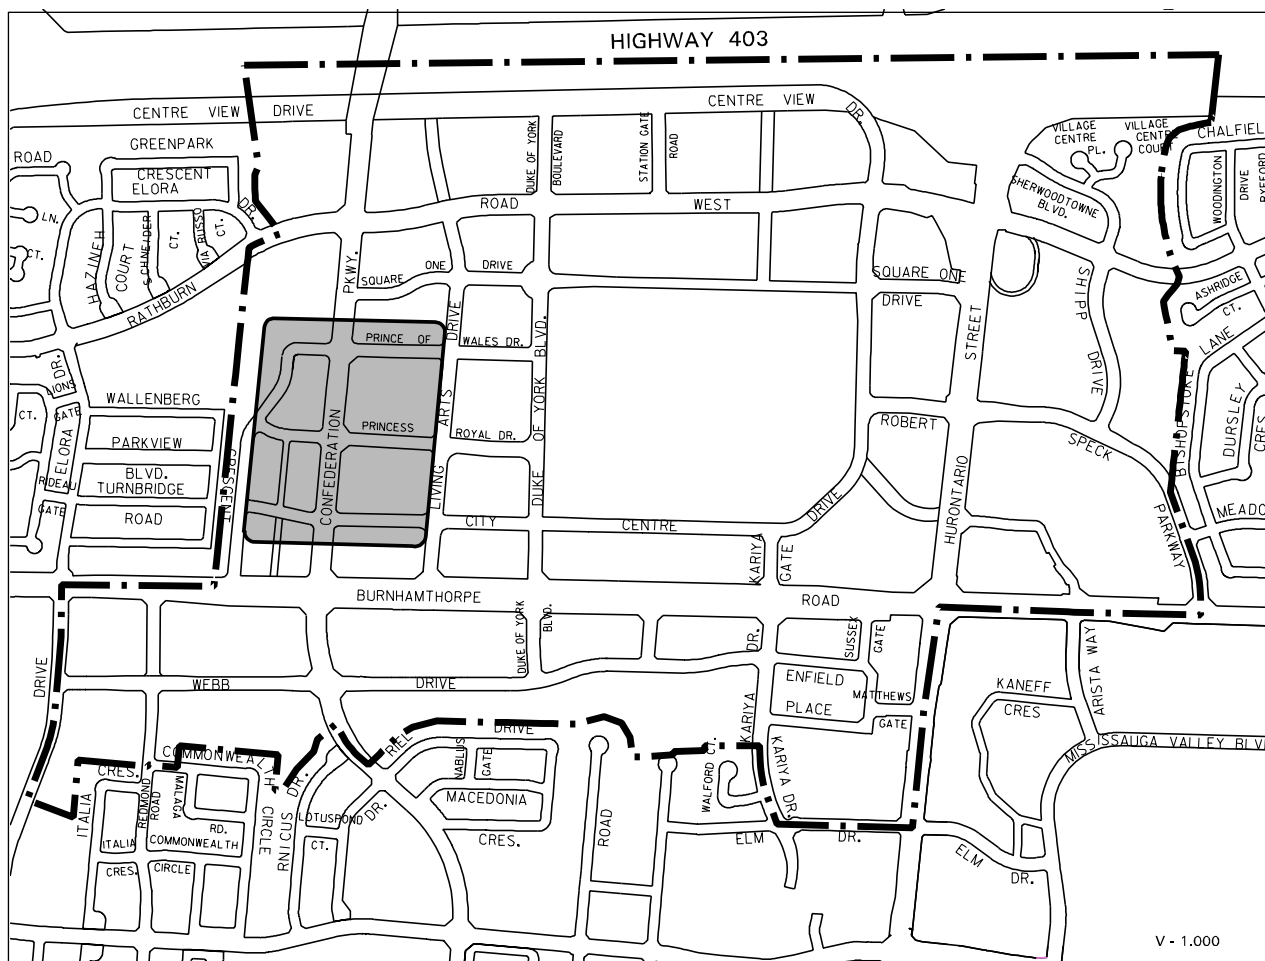 HIGHWAY 403
CENTRE VIEW DRIVE
CENTRE VIEW
DR.
GREENPARK
ROAD
CRESCENT
ELORA
DR.
LN.
CT.
HAZINEH
COURT
SCHNEIDER
CT.
VIA RUSSO
CT.
RATHBURN
ROAD
WEST
DUKE OF YORK
BOULEVARD
STATION GATE
ROAD
VILLAGE
CENTRE
PL.
VILLAGE
CENTRE
COURT
CHALFIEL
WOODINGTON
DRIVE
RYEFORD
SHERWOODTOWNE
BLVD.
PKWY.
SQUARE ONE DRIVE
SQUARE ONE
DRIVE
SHIPP
DRIVE
ASHRIDGE
CT.
LANE
STREET
PRINCE OF
WALES DR.
DRIVE
ARTS
LIVING
DUKE OF YORK BLVD.
PRINCESS
ROYAL DR.
CONFEDERATION
CRESCENT
DR.
LIONS
GATE
CT.
ELORA
RIDEAU
GATE
WALLENBERG
PARKVIEW
BLVD.
TURNBRIDGE
ROAD
ROBERT
SPECK
PARKWAY
BISHOPSTOKE
DURSLEY
CRES
MEADO
CITY
CENTRE
DRIVE
HURONTARIO
KARIYA
GATE
BURNHAMTHORPE
ROAD
DUKE OF YORK
BLVD.
SUSSEX
GATE
DR.
KARIYA
ENFIELD
PLACE
MATTHEWS
GATE
ARISTA WAY
KANEFF
CRES
MISSISSAUGA VALLEY BLV
DRIVE
WEBB
DRIVE
COMMONWEALTH
CIRCLE
CRES.
ITALIA
REDMOND
ROAD
MALAGA
RD.
COMMONWEALTH
CIRCLE
ITALIA
CRES.
DR.
LOTUSPOND
CT.
DR.
RIEL
DRIVE
NABLUS
GATE
MACEDONIA
CRES.
ROAD
WALFORD CT.
KARIYA DR.
ELM
DR.
ELM
DR.
V - 1.000